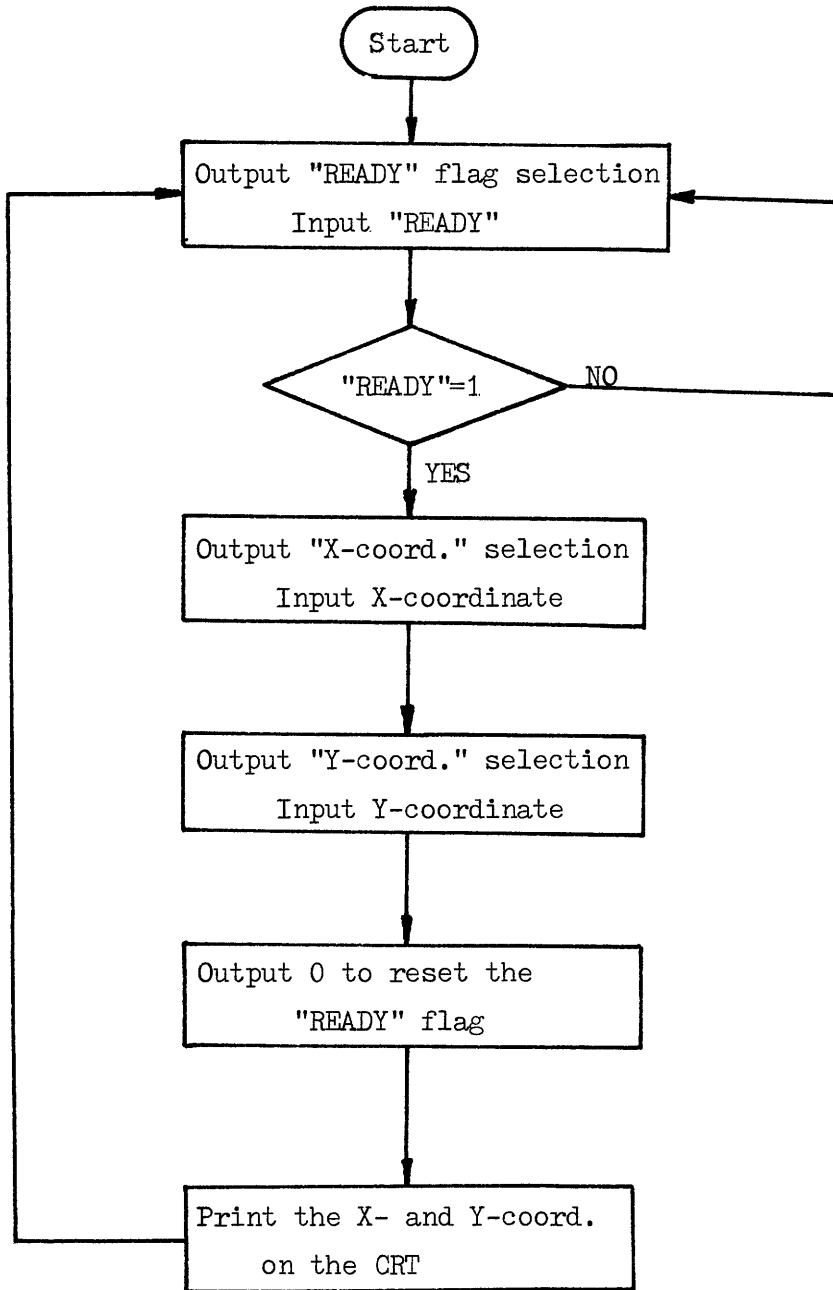 Start
Output "READY" flag selection
Input "READY"
"READY"=1
NO
YES
Output "X-coord." selection
Input X-coordinate
Output "Y-coord." selection
Input Y-coordinate
Output 0 to reset the
"READY" flag
Print the X- and Y-coord.
on the CRT